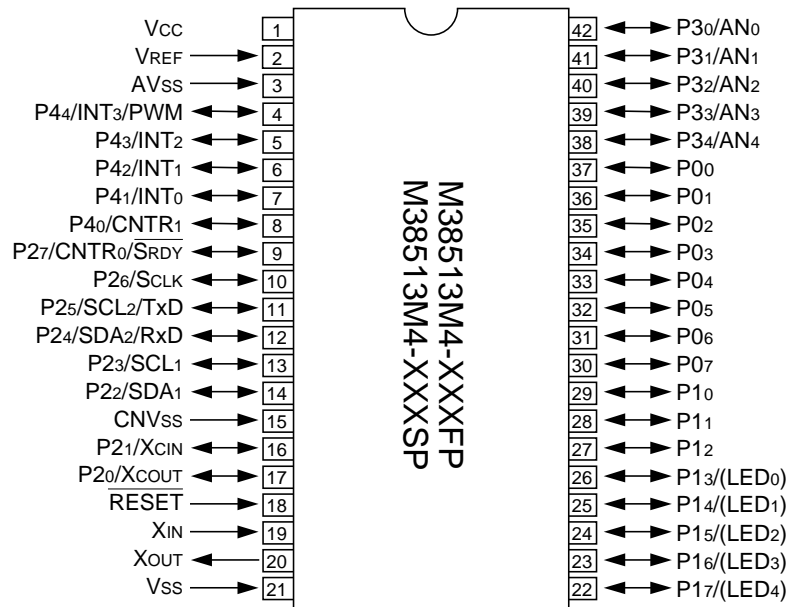 VCC 1
VREF 2
AVSS 3
P44/INT3/PWM 4
P43/INT2 5
P42/INT1 6
P41/INT0 7
P40/CNTR1 8
P27/CNTR0/SRDY 9
P26/SCLK 10
P25/SCL2/TxD 11
P24/SDA2/RxD 12
P23/SCL1 13
P22/SDA1 14
CNVSS 15
P21/XCIN 16
P20/XCOUT 17
RESET 18
XIN 19
XOUT 20
VSS 21
M38513M4-XXXFP
M38513M4-XXXSP
42 P30/AN0
41 P31/AN1
40 P32/AN2
39 P33/AN3
38 P34/AN4
37 P00
36 P01
35 P02
34 P03
33 P04
32 P05
31 P06
30 P07
29 P10
28 P11
27 P12
26 P13/(LED0)
25 P14/(LED1)
24 P15/(LED2)
23 P16/(LED3)
22 P17/(LED4)